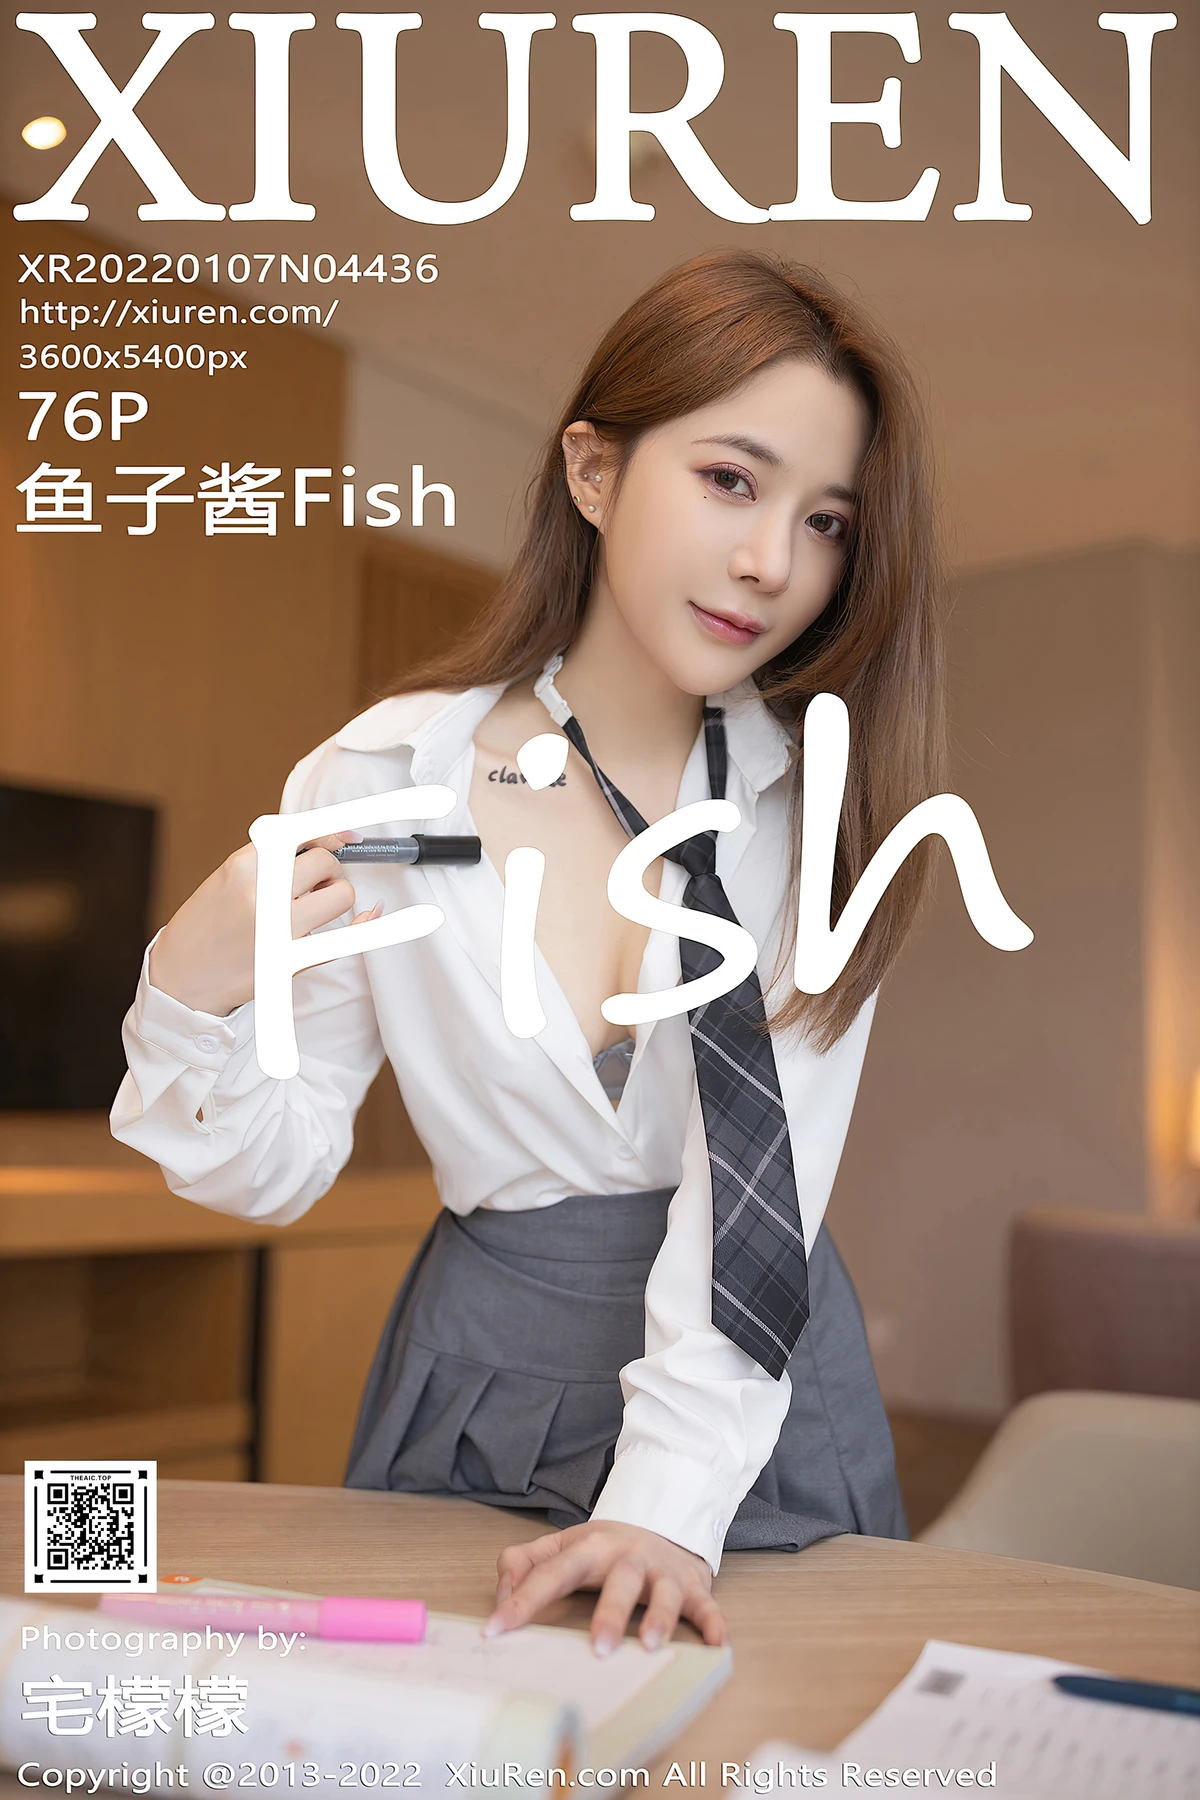 XIUREN
XR20220107N04436
http://xiuren.com/
3600x5400px
76P
鱼子酱Fish
Fish
THEAIC.TOP
Photography by:
宅檬檬
Copyright @2013-2022 XiuRen.com All Rights Reserved